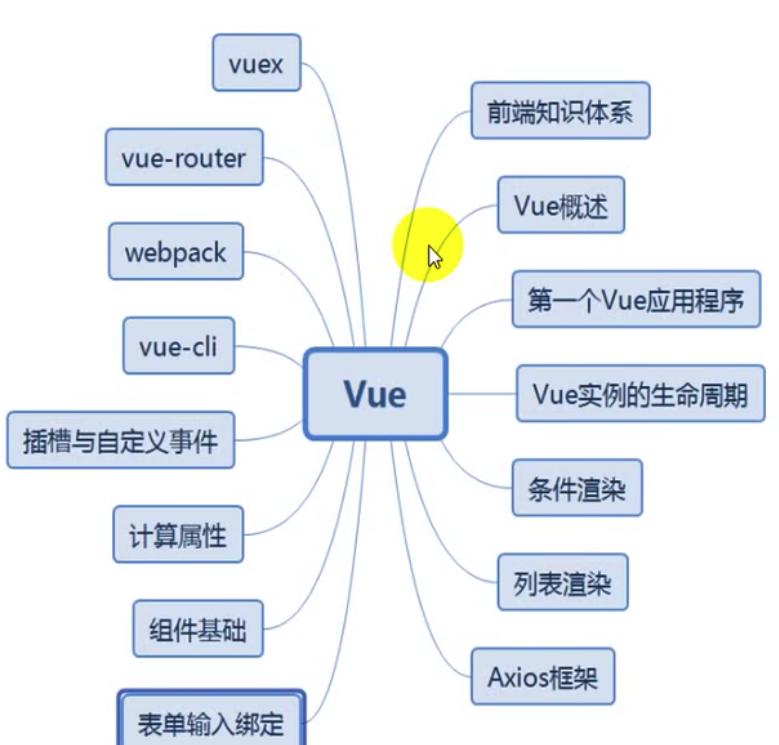 vuex
vue-router
webpack
vue-cli
插槽与自定义事件
计算属性
组件基础
表单输入绑定
Vue
前端知识体系
Vue概述
第一个Vue应用程序
Vue实例的生命周期
条件渲染
列表渲染
Axios框架